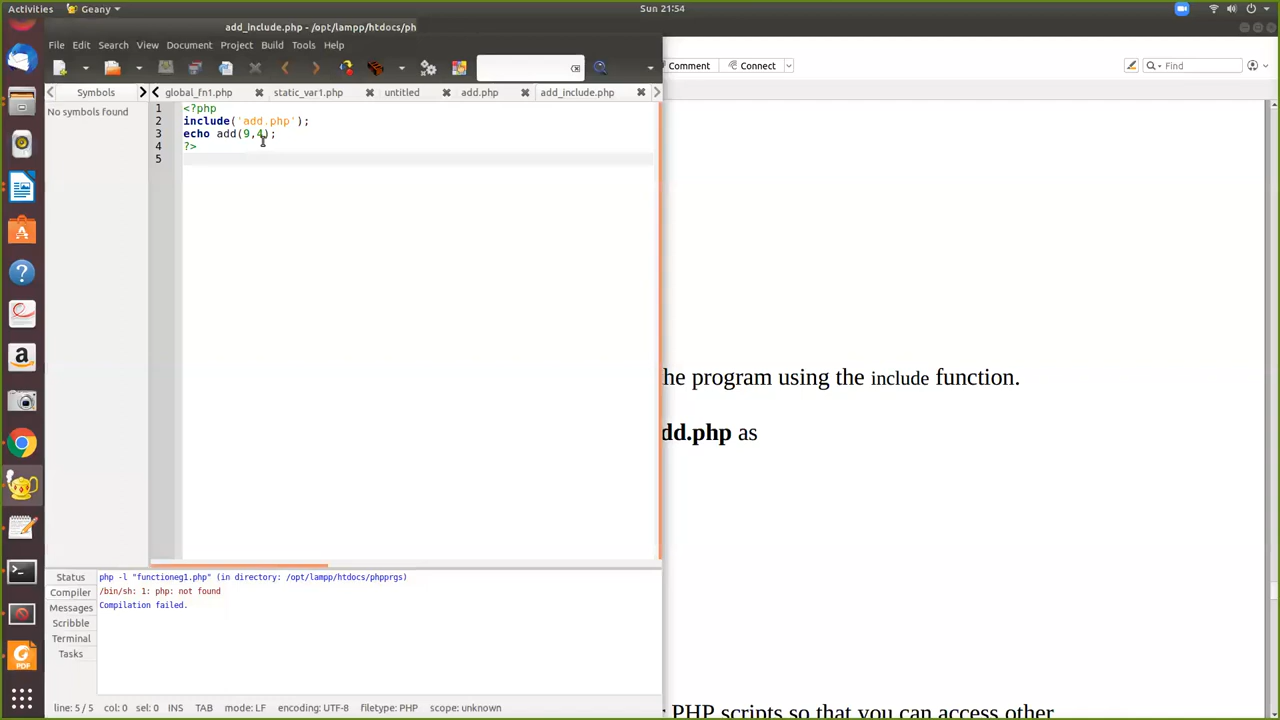 Activities
Geany
Sun 21:54
add_include.php - /opt/lampp/htdocs/ph
File Edit Search View Document Project Build Tools Help
Comment
Connect
Find
Symbols
global_fn1.php
static_var1.php
untitled
add.php
add_include.php
No symbols found
1 <?php
2 include('add.php');
3 echo add(9,4);
4 ?>
5
he program using the include function.
dd.php as
PHP scripts so that you can access other
Status
Compiler
Messages
Scribble
Terminal
Tasks
php -l "functioneg1.php" (in directory: /opt/lampp/htdocs/phpprgs)
/bin/sh: 1: php: not found
Compilation failed.
line: 5 / 5 col: 0 sel: 0 INS TAB mode: LF encoding: UTF-8 filetype: PHP scope: unknown